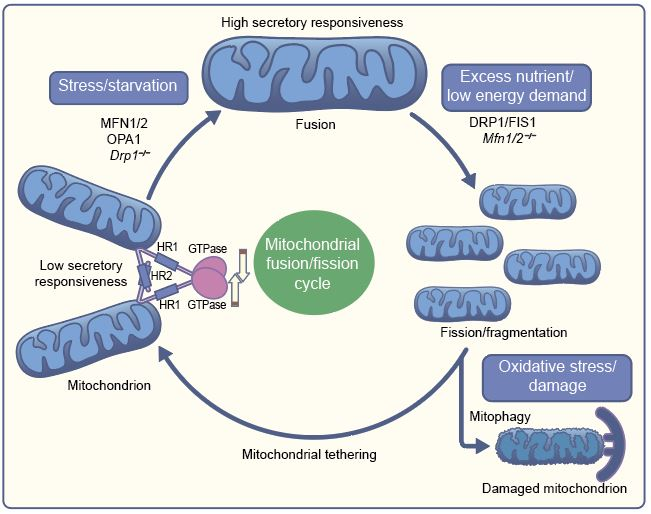 High secretory responsiveness
Stress/starvation
Excess nutrient/
low energy demand
Fusion
MFN1/2
OPA1
Drp1⁻/⁻
DRP1/FIS1
Mfn1/2⁻/⁻
HR1
GTPase
Low secretory
responsiveness
HR2
HR1
GTPase
Mitochondrial
fusion/fission
cycle
Fission/fragmentation
Mitochondrion
Oxidative stress/
damage
Mitophagy
Mitochondrial tethering
Damaged mitochondrion